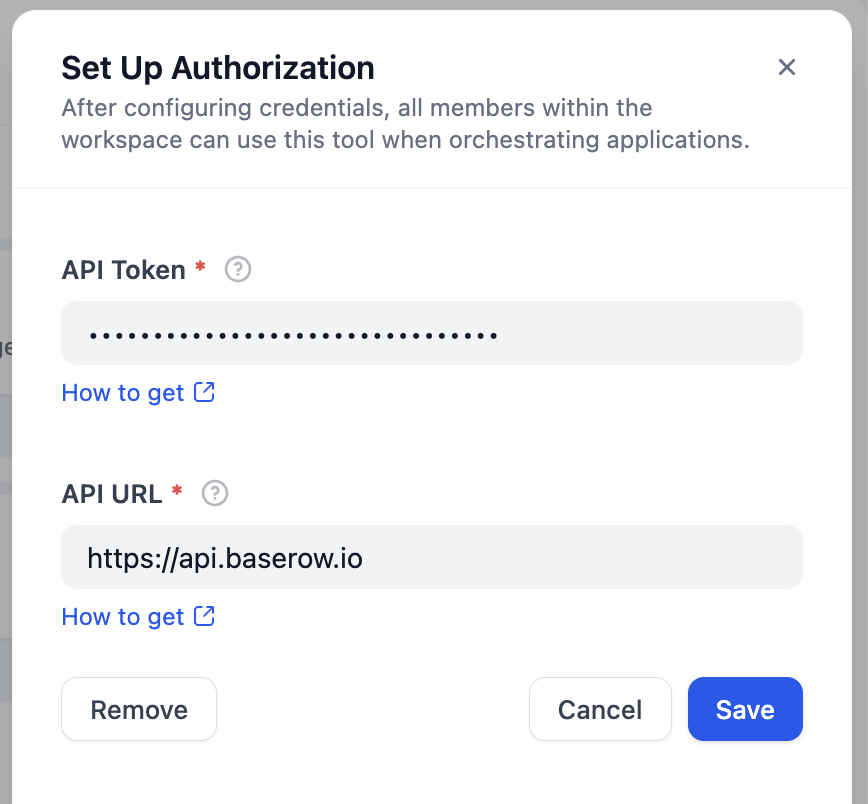 Set Up Authorization
After configuring credentials, all members within the
workspace can use this tool when orchestrating applications.
API Token *
••••••••••••••••••••••••••••••••
How to get
API URL *
https://api.baserow.io
How to get
Remove
Cancel
Save